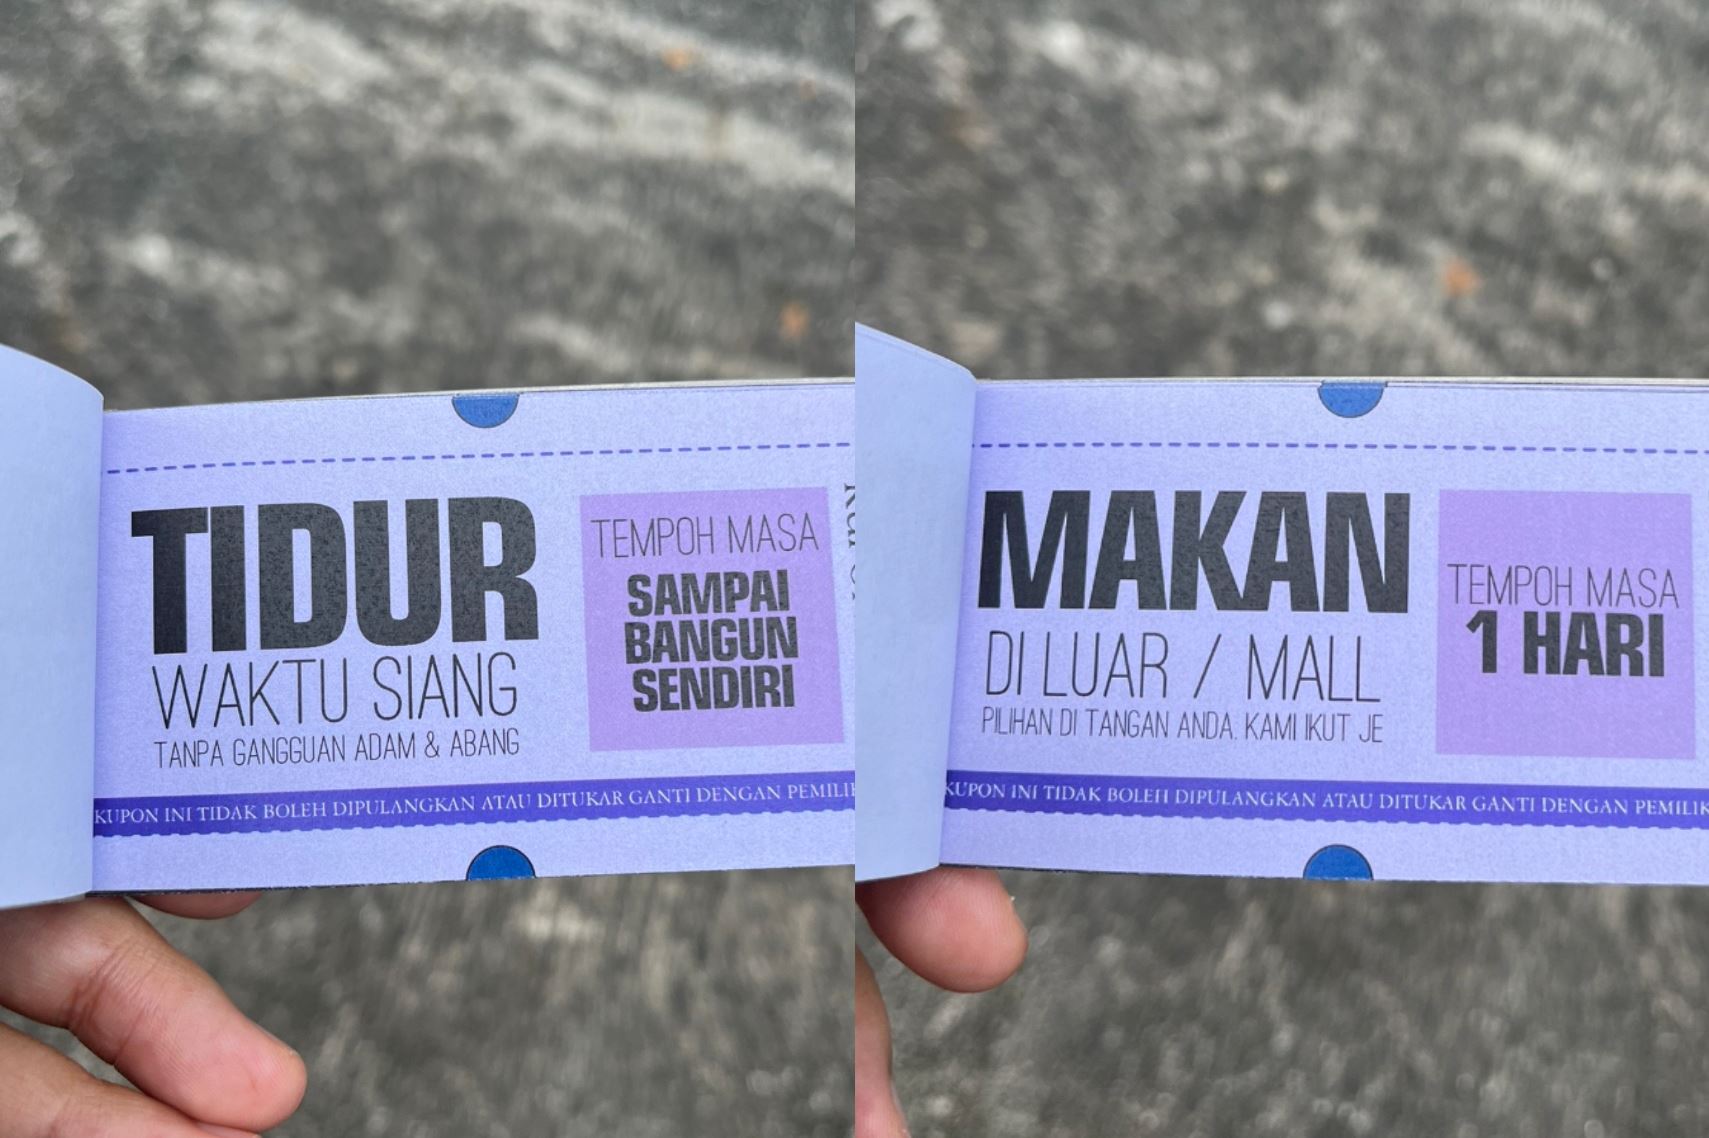 TIDUR
WAKTU SIANG
TANPA GANGGUAN ADAM & ABANG
TEMPOH MASA
SAMPAI
BANGUN
SENDIRI
KUPON INI TIDAK BOLEH DIPULANGKAN ATAU DITUKAR GANTI DENGAN
MAKAN
DI LUAR / MALL
PILIHAN DI TANGAN ANDA. KAMI IKUT JE
TEMPOH MASA
1 HARI
KUPON INI TIDAK BOLEH DIPULANGKAN ATAU DITUKAR GANTI DENGAN PEMILIK